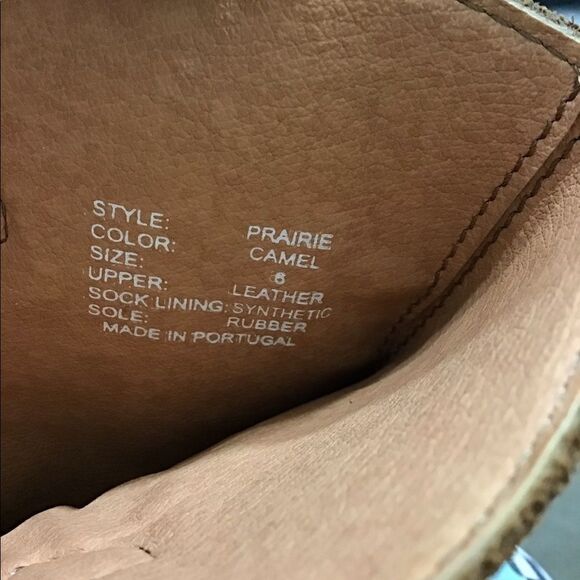 STYLE: PRAIRIE
COLOR: CAMEL
SIZE: 8
UPPER: LEATHER
SOCK LINING: SYNTHETIC
SOLE: RUBBER
MADE IN PORTUGAL